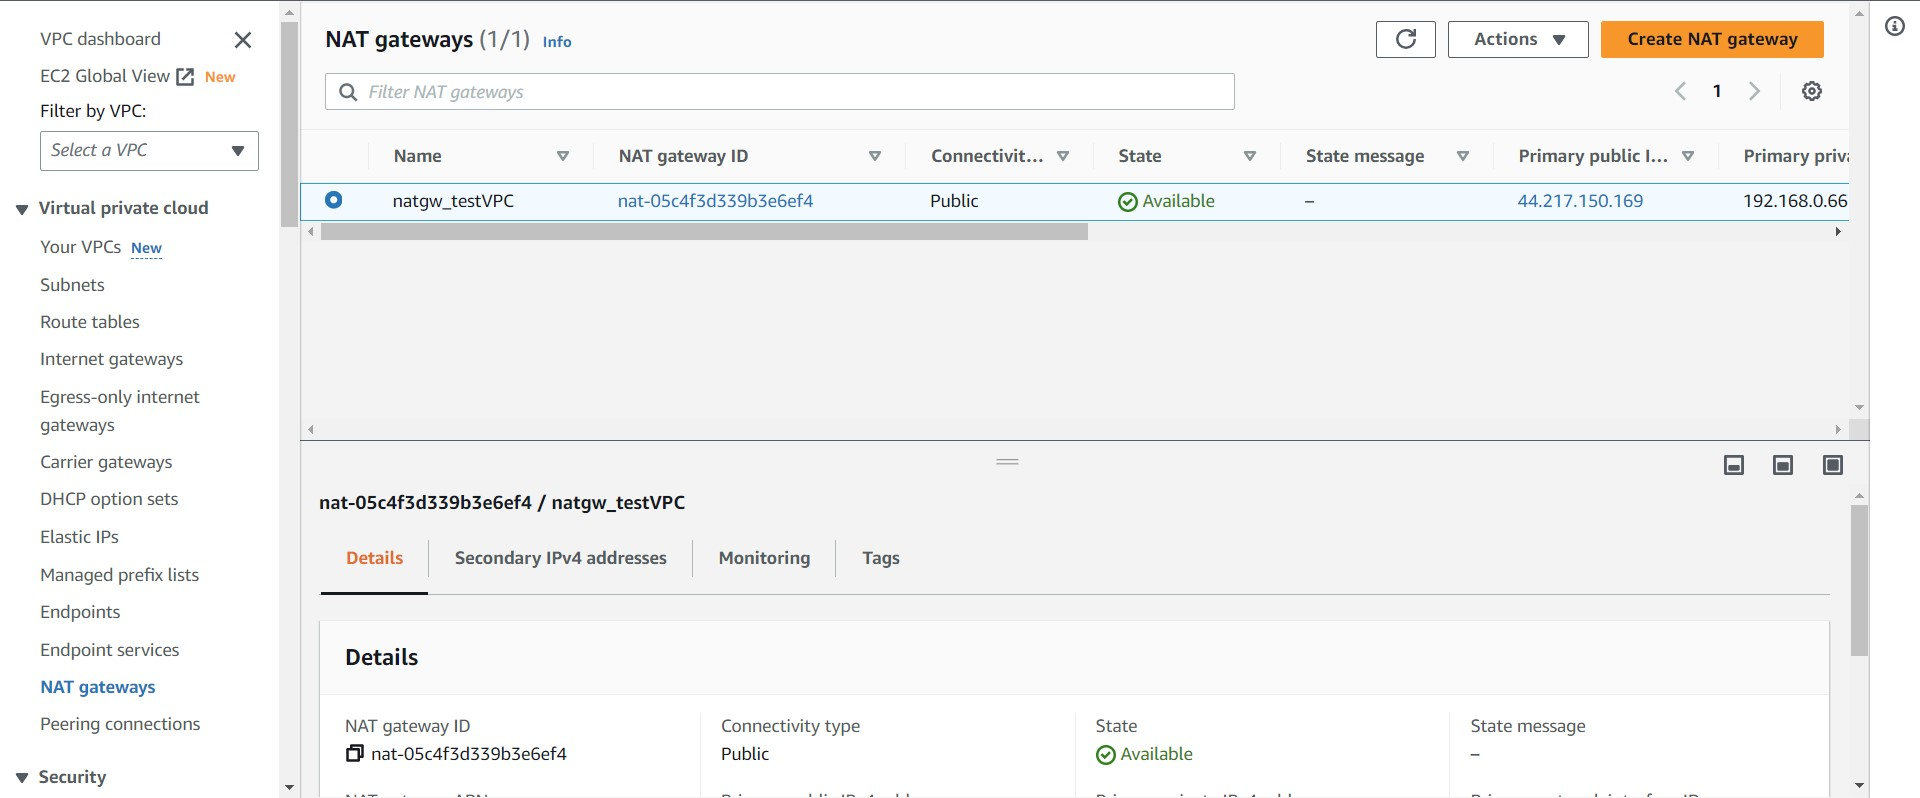 VPC dashboard
EC2 Global View New
Filter by VPC:
Select a VPC
Virtual private cloud
Your VPCs New
Subnets
Route tables
Internet gateways
Egress-only internet
gateways
Carrier gateways
DHCP option sets
Elastic IPs
Managed prefix lists
Endpoints
Endpoint services
NAT gateways
Peering connections
Security
NAT gateways (1/1) Info
Actions
Create NAT gateway
Filter NAT gateways
1
Name NAT gateway ID Connectivit... State State message Primary public I... Primary priva
natgw_testVPC nat-05c4f3d339b3e6ef4 Public Available – 44.217.150.169 192.168.0.66
nat-05c4f3d339b3e6ef4 / natgw_testVPC
Details Secondary IPv4 addresses Monitoring Tags
Details
NAT gateway ID Connectivity type State State message
nat-05c4f3d339b3e6ef4 Public Available –